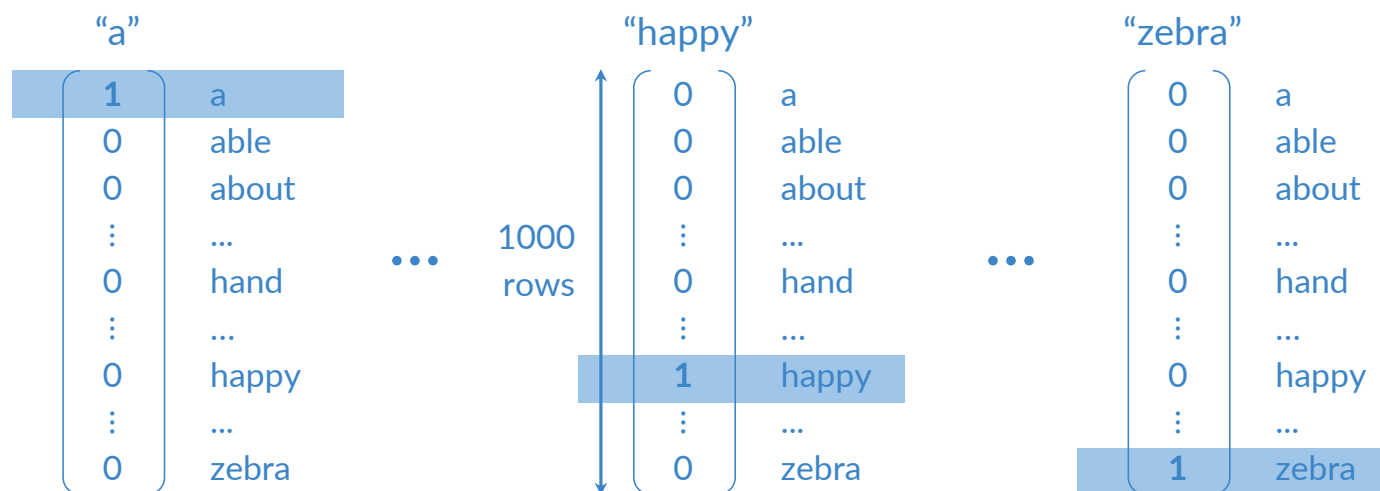 “a” “happy” “zebra”
1 a 0 a 0 a
0 able 0 able 0 able
0 about 0 about 0 about
⋮ ... ⋮ ... ⋮ ...
••• 1000 •••
0 hand rows 0 hand 0 hand
⋮ ... ⋮ ... ⋮ ...
0 happy 1 happy 0 happy
⋮ ... ⋮ ... ⋮ ...
0 zebra 0 zebra 1 zebra